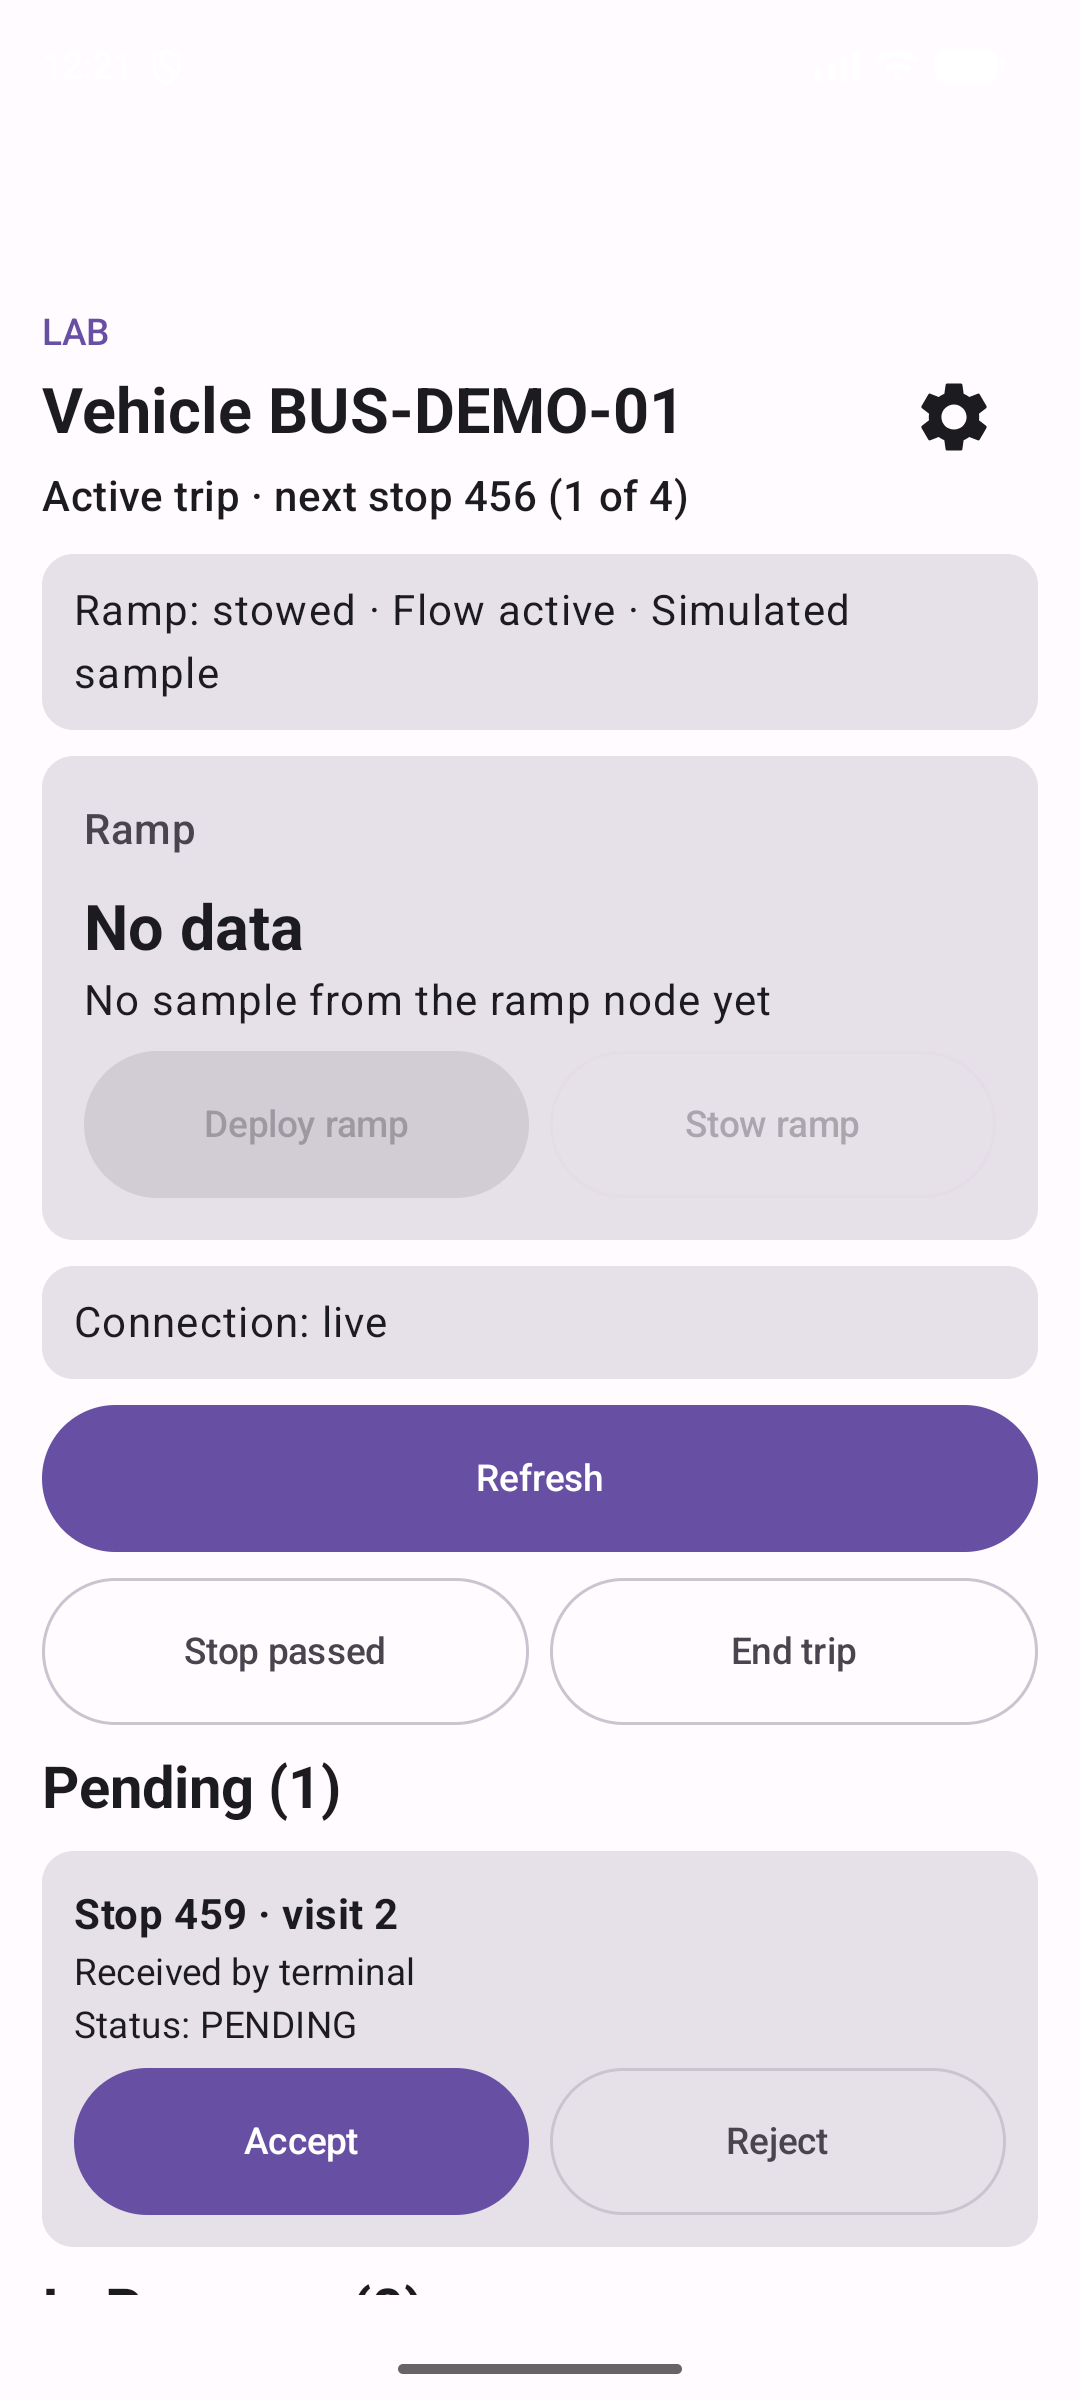 LAB
Vehicle BUS-DEMO-01
Active trip · next stop 456 (1 of 4)
Ramp: stowed · Flow active · Simulated
sample
Ramp
No data
No sample from the ramp node yet
Deploy ramp
Stow ramp
Connection: live
Refresh
Stop passed
End trip
Pending (1)
Stop 459 · visit 2
Received by terminal
Status: PENDING
Accept
Reject